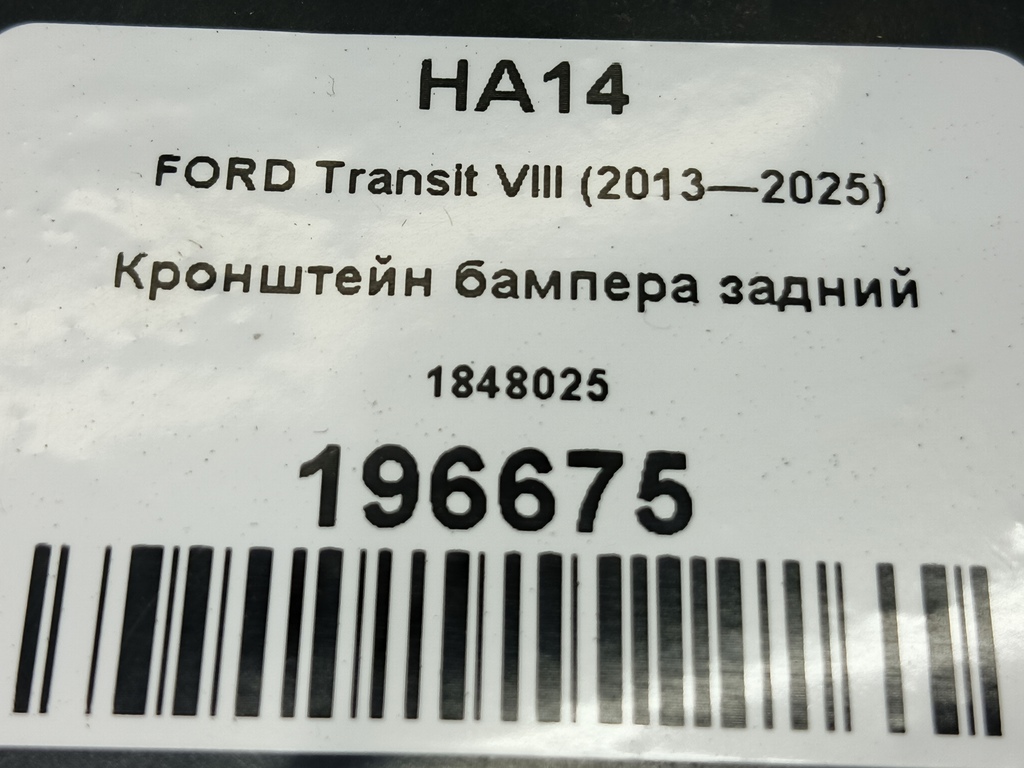 HA14
FORD Transit VIII (2013—2025)
Кронштейн бампера задний
1848025
196675